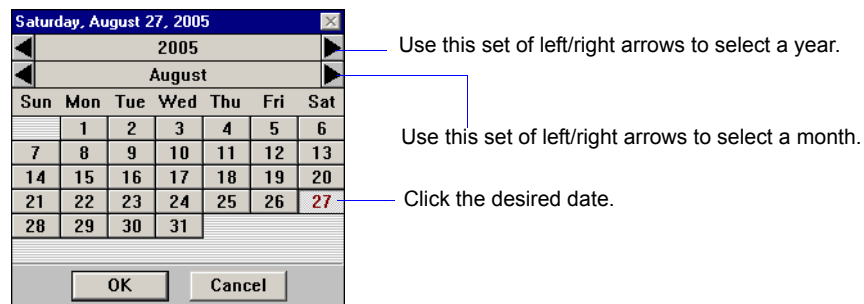 Saturday, August 27, 2005
2005
Use this set of left/right arrows to select a year.
August
Sun Mon Tue Wed Thu Fri Sat
Use this set of left/right arrows to select a month.
1 2 3 4 5 6
7 8 9 10 11 12 13
14 15 16 17 18 19 20
21 22 23 24 25 26 27
Click the desired date.
28 29 30 31
OK Cancel